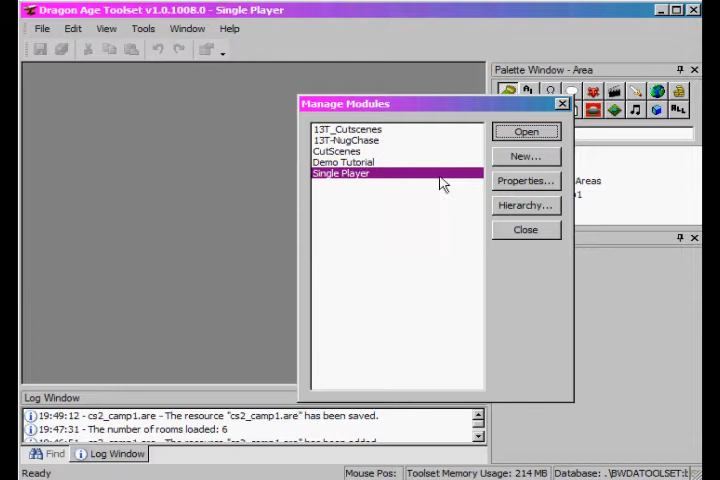 Dragon Age Toolset v1.0.1008.0 - Single Player
File Edit View Tools Window Help
Palette Window - Area
ALL
Manage Modules
13T_Cutscenes
13T-NugChase
CutScenes
Demo Tutorial
Single Player
Open
New...
Properties...
Hierarchy...
Close
Areas
Log Window
19:49:12 - cs2_camp1.are - The resource "cs2_camp1.are" has been saved.
19:47:31 - The number of rooms loaded: 6
Find Log Window
Ready Mouse Pos: Toolset Memory Usage: 214 MB Database: .\BWDATOOLSET:b